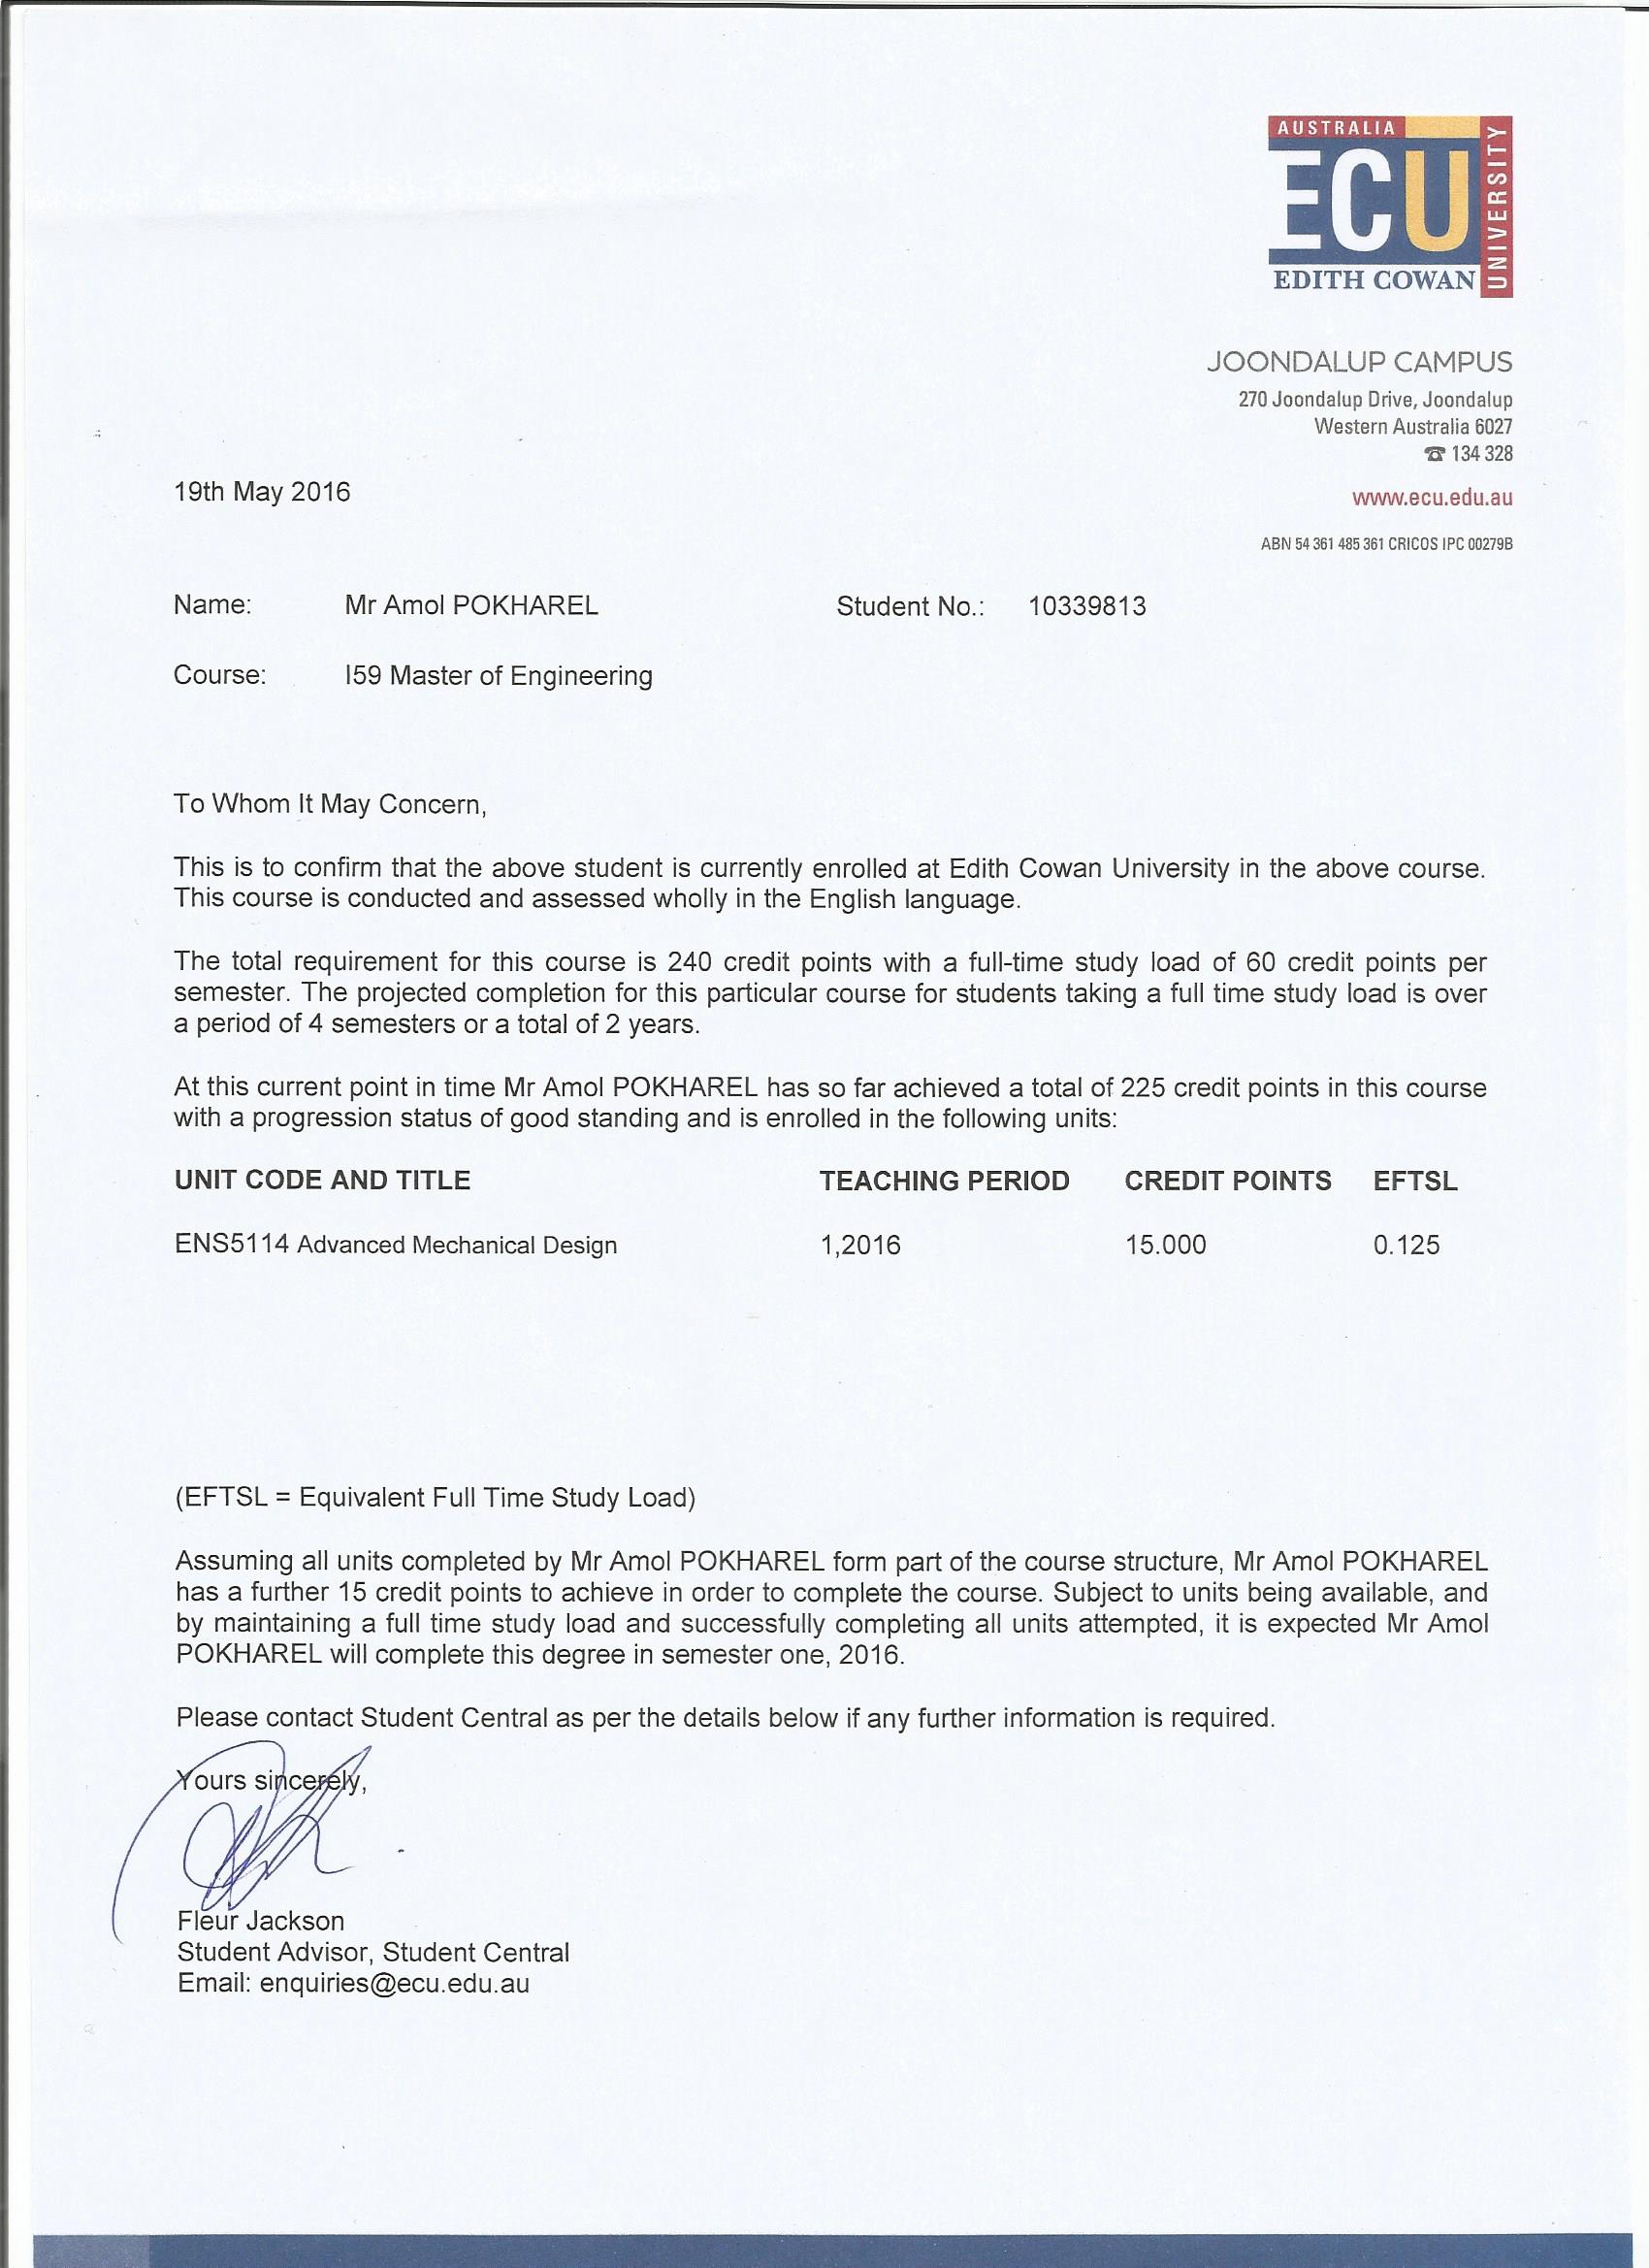 AUSTRALIA
ECU
UNIVERSITY
EDITH COWAN
JOONDALUP CAMPUS
270 Joondalup Drive, Joondalup
Western Australia 6027
☎ 134 328
www.ecu.edu.au
ABN 54 361 485 361 CRICOS IPC 00279B
19th May 2016
Name: Mr Amol POKHAREL Student No.: 10339813
Course: I59 Master of Engineering
To Whom It May Concern,
This is to confirm that the above student is currently enrolled at Edith Cowan University in the above course.
This course is conducted and assessed wholly in the English language.
The total requirement for this course is 240 credit points with a full-time study load of 60 credit points per
semester. The projected completion for this particular course for students taking a full time study load is over
a period of 4 semesters or a total of 2 years.
At this current point in time Mr Amol POKHAREL has so far achieved a total of 225 credit points in this course
with a progression status of good standing and is enrolled in the following units:
UNIT CODE AND TITLE TEACHING PERIOD CREDIT POINTS EFTSL
ENS5114 Advanced Mechanical Design 1,2016 15.000 0.125
(EFTSL = Equivalent Full Time Study Load)
Assuming all units completed by Mr Amol POKHAREL form part of the course structure, Mr Amol POKHAREL
has a further 15 credit points to achieve in order to complete the course. Subject to units being available, and
by maintaining a full time study load and successfully completing all units attempted, it is expected Mr Amol
POKHAREL will complete this degree in semester one, 2016.
Please contact Student Central as per the details below if any further information is required.
Yours sincerely,
Fleur Jackson
Student Advisor, Student Central
Email: enquiries@ecu.edu.au